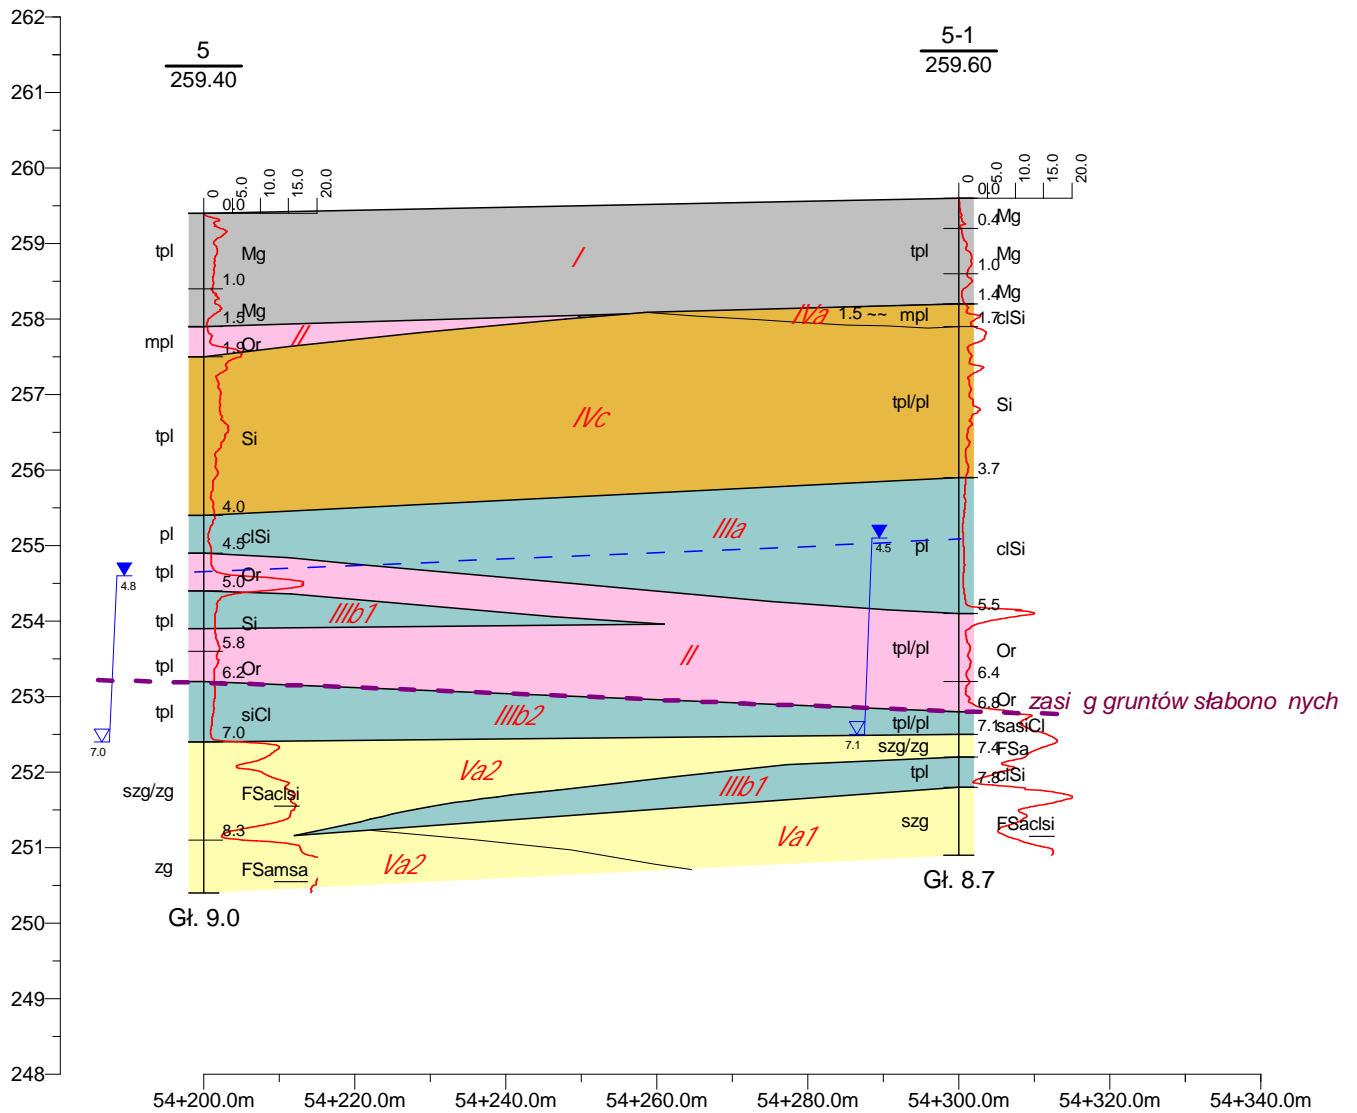 262
261
260
259
258
257
256
255
254
253
252
251
250
249
248
5
259.40
5-1
259.60
0 5.0 10.0 15.0 20.0
0 5.0 10.0 15.0 20.0
0.0
tpl Mg
1.0
Mg
1.5
mpl Or
1.9
tpl Si
4.0
pl clSi
4.5
tpl Or
5.0
tpl Si
5.8
tpl Or
6.2
tpl siCl
7.0
szg/zg FSaclsi
8.3
zg FSamsa
Gł. 9.0
4.8
7.0
I
II
IVa
IVc
IIIa
IIIb1
II
IIIb2
Va2
IIIb1
Va1
Va2
0.0
Mg
0.4
tpl Mg
1.0
Mg
1.4
1.5 ~~ mpl clSi
1.7
tpl/pl Si
3.7
pl clSi
5.5
tpl/pl Or
6.4
Or
6.8
tpl/pl sasiCl
7.1
szg/zg FSa
7.4
tpl clSi
7.8
szg FSaclsi
Gł. 8.7
4.5
7.1
zasi g gruntów słabono nych
54+200.0m 54+220.0m 54+240.0m 54+260.0m 54+280.0m 54+300.0m 54+320.0m 54+340.0m